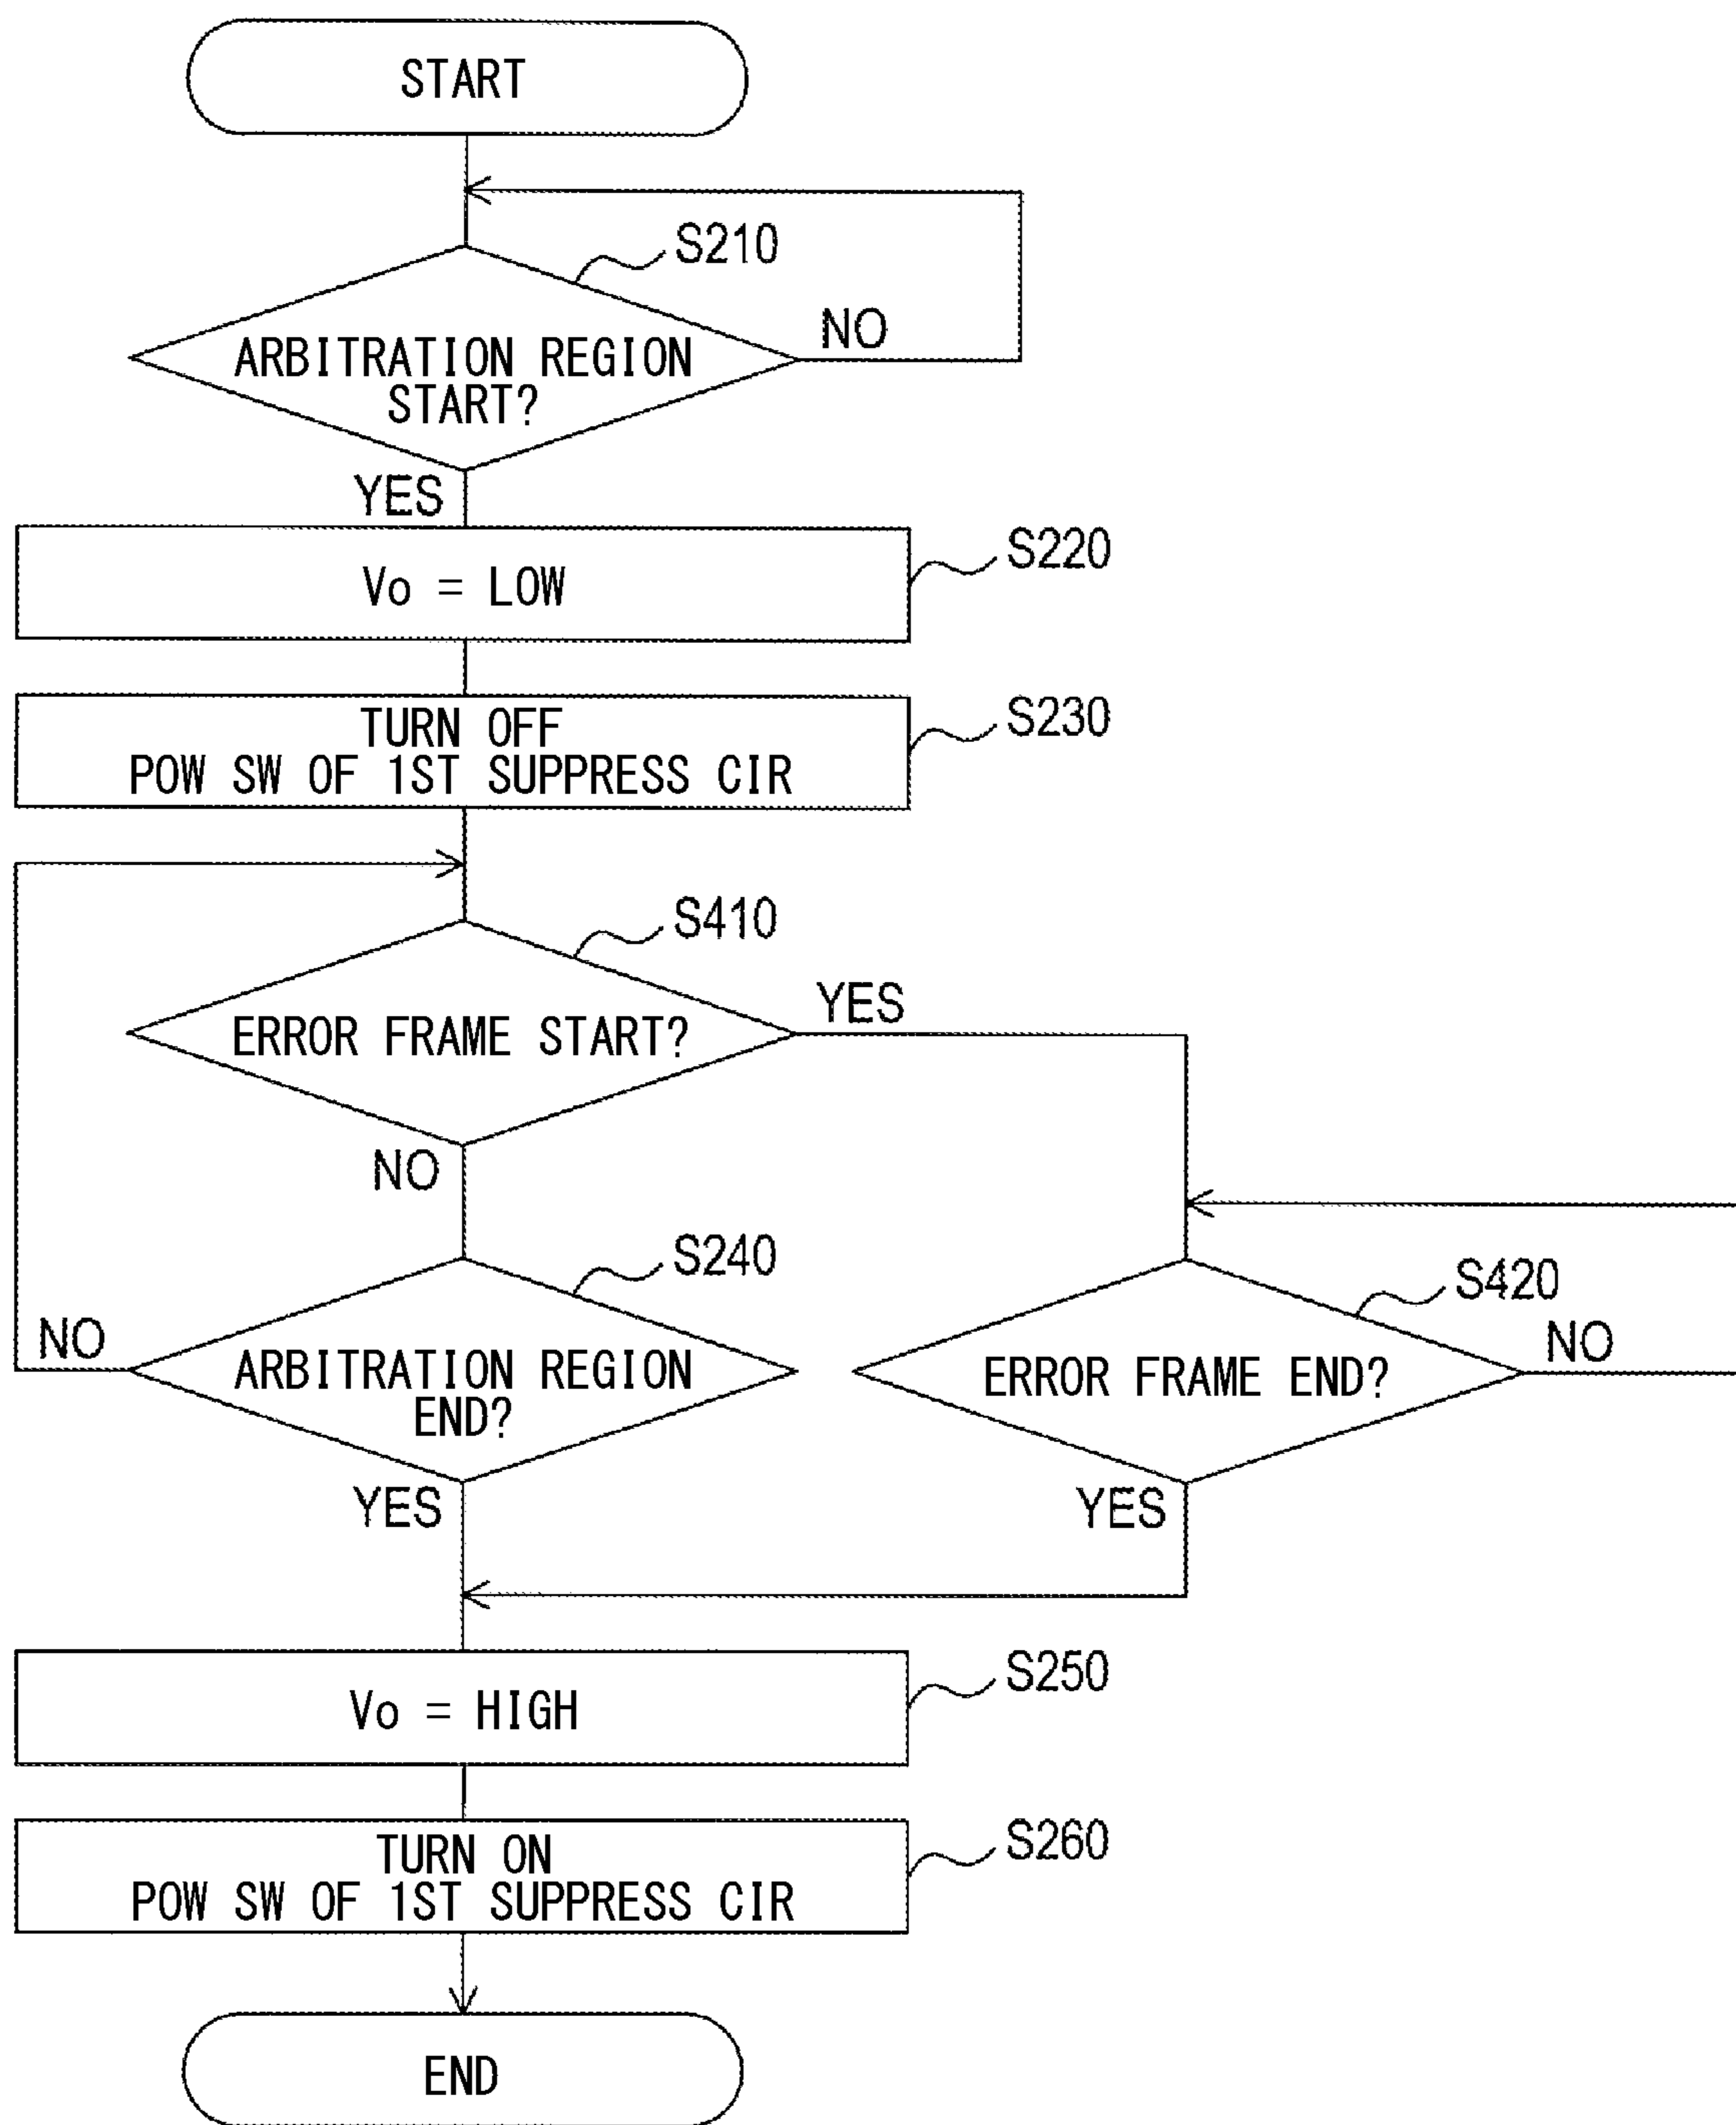 START
S210
NO
ARBITRATION REGION
START?
YES
S220
Vo = LOW
S230
TURN OFF
POW SW OF 1ST SUPPRESS CIR
S410
YES
ERROR FRAME START?
NO
S240
S420
NO
NO
ARBITRATION REGION
END?
ERROR FRAME END?
YES
YES
S250
Vo = HIGH
S260
TURN ON
POW SW OF 1ST SUPPRESS CIR
END